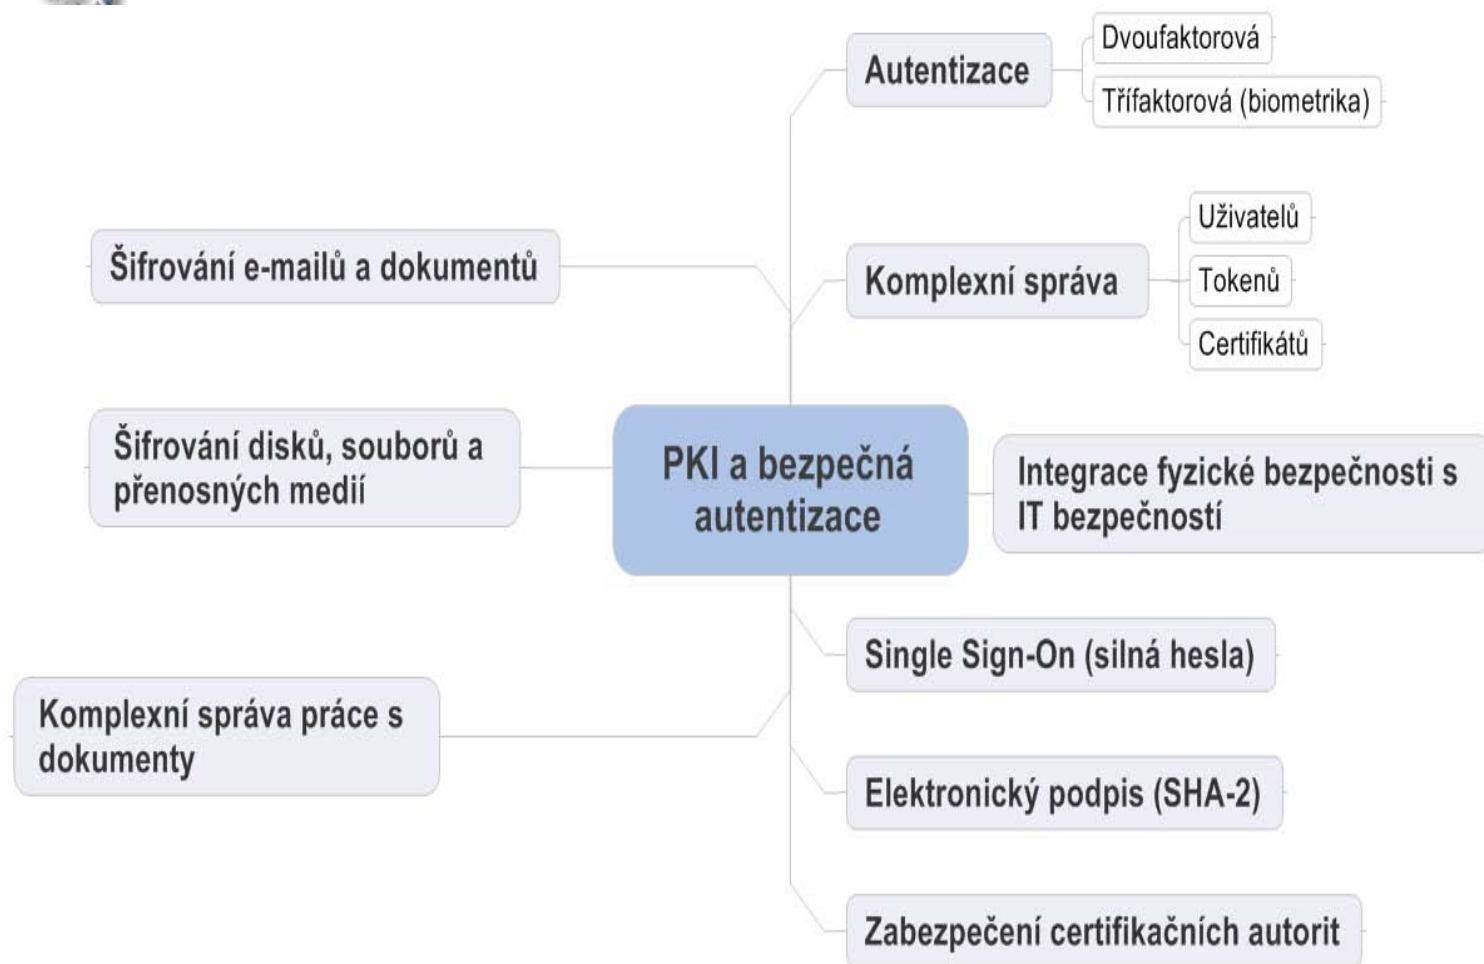 Autentizace
Dvoufaktorová
Třífaktorová (biometrika)
Komplexní správa
Uživatelů
Tokenů
Certifikátů
Šifrování e-mailů a dokumentů
Šifrování disků, souborů a
přenosných medií
PKI a bezpečná
autentizace
Integrace fyzické bezpečnosti s
IT bezpečností
Single Sign-On (silná hesla)
Komplexní správa práce s
dokumenty
Elektronický podpis (SHA-2)
Zabezpečení certifikačních autorit